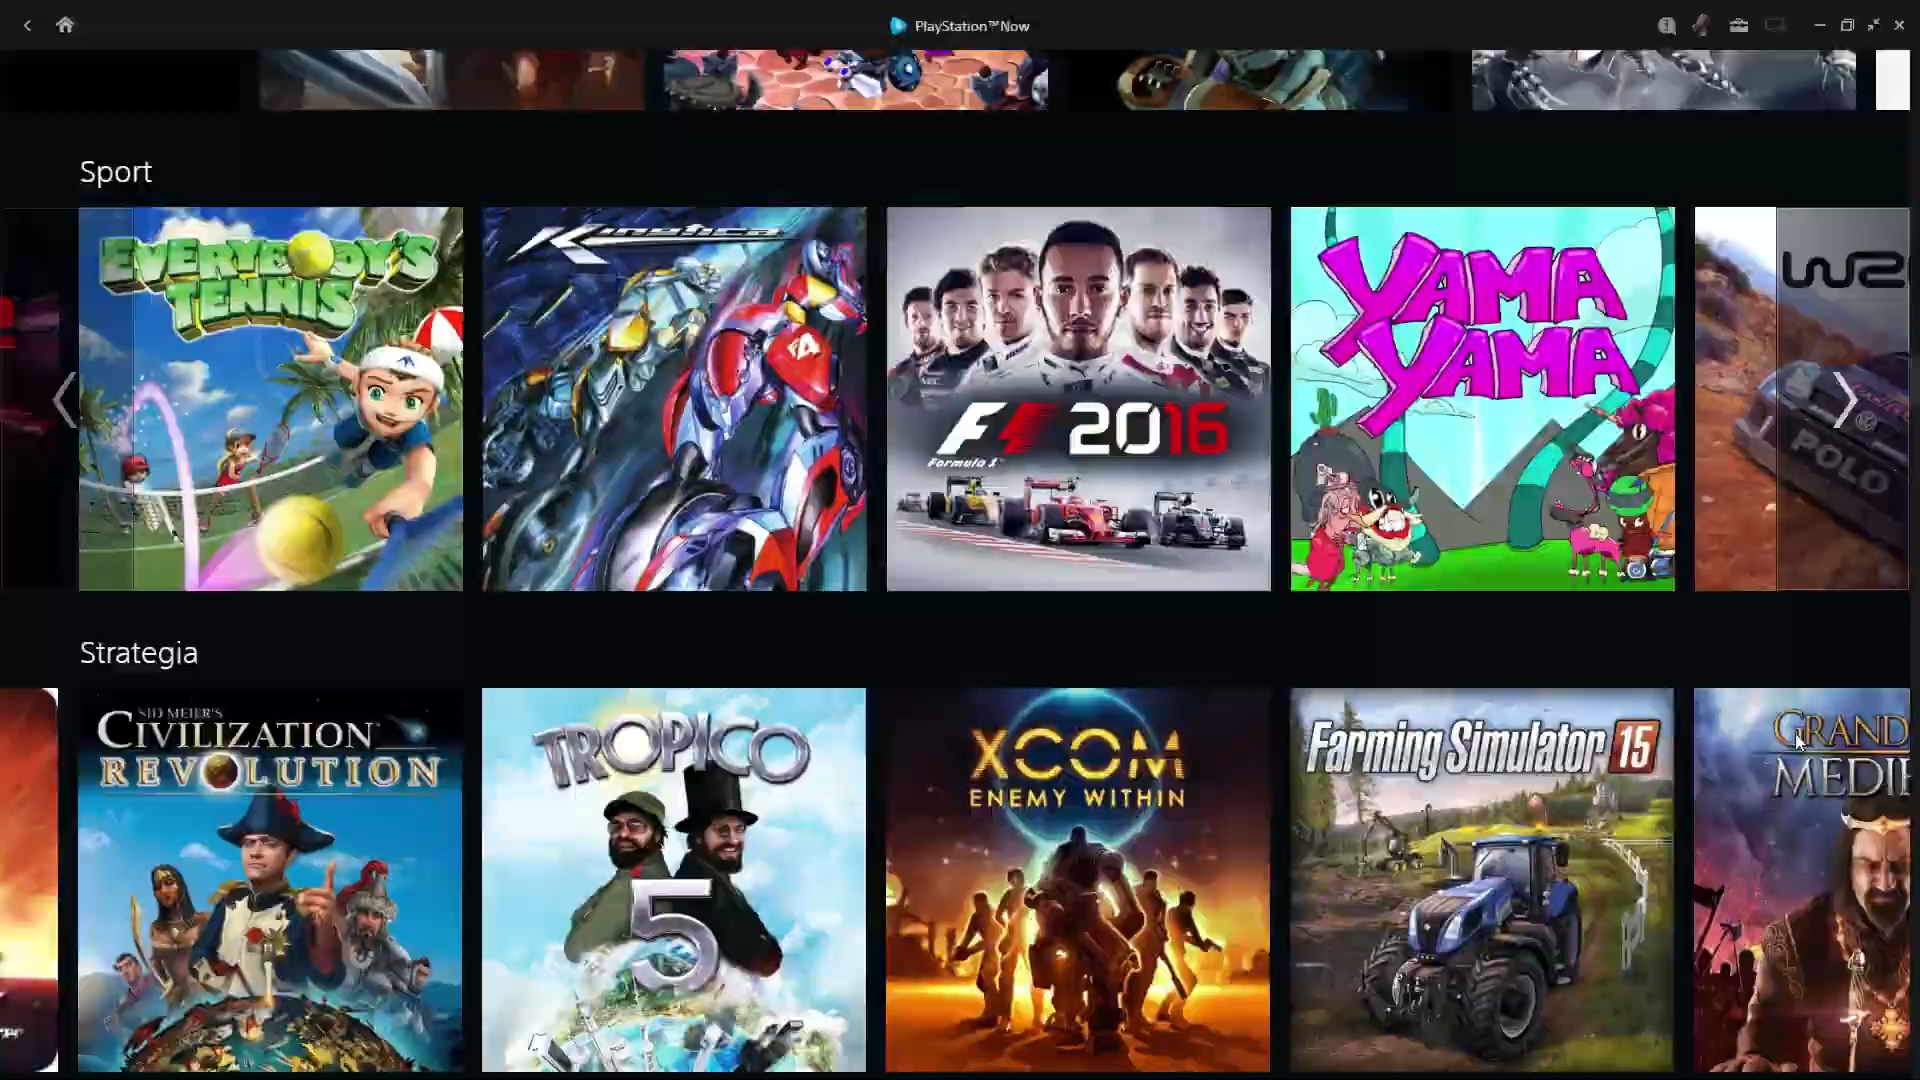 PlayStation™Now
Sport
EVERYBODY'S
TENNIS
Kinetica
F1 2016
Formula 1
YAMA
YAMA
POLO
Strategia
SID MEIER'S
CIVILIZATION
REVOLUTION
TROPICO
5
XCOM
ENEMY WITHIN
Farming Simulator 15
GRAND